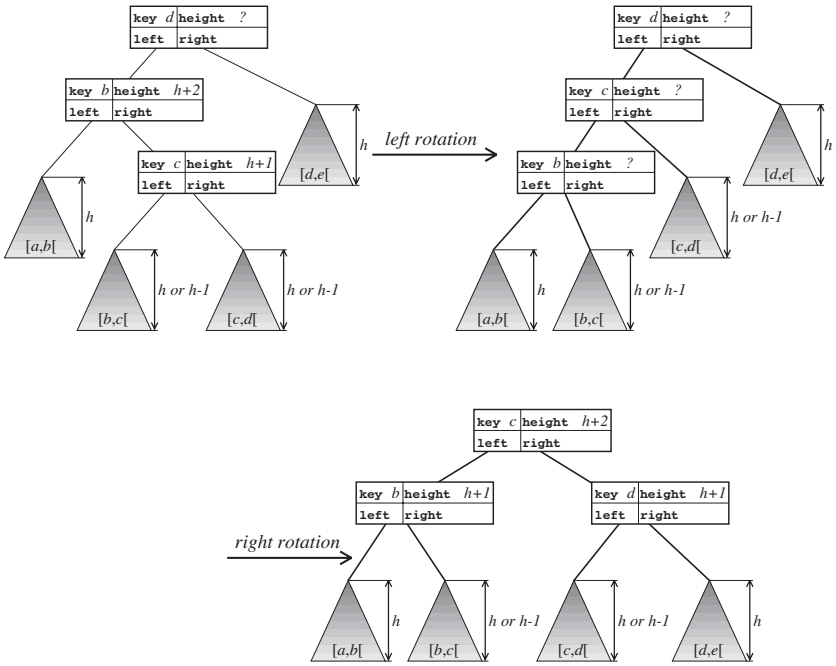 key d height ?
left right
key b height h+2
left right
key c height h+1
left right
h
[d,e[
h
[a,b[
h or h-1
[b,c[
h or h-1
[c,d[
left rotation
key d height ?
left right
key c height ?
left right
key b height ?
left right
h
[d,e[
h or h-1
[c,d[
h
[a,b[
h or h-1
[b,c[
right rotation
key c height h+2
left right
key b height h+1
left right
key d height h+1
left right
h
[a,b[
h or h-1
[b,c[
h or h-1
[c,d[
h
[d,e[